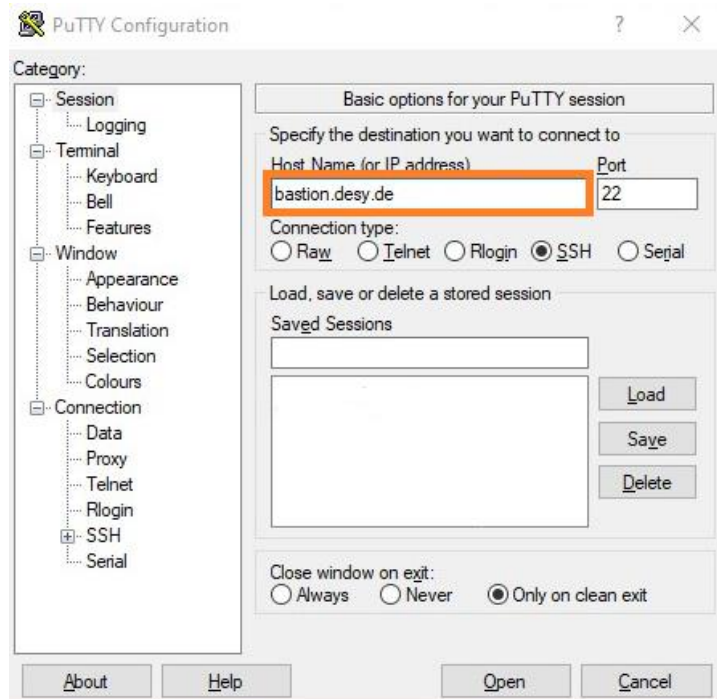 PuTTY Configuration
?
Category:
Session
Logging
Terminal
Keyboard
Bell
Features
Window
Appearance
Behaviour
Translation
Selection
Colours
Connection
Data
Proxy
Telnet
Rlogin
SSH
Serial
Basic options for your PuTTY session
Specify the destination you want to connect to
Host Name (or IP address) Port
bastion.desy.de 22
Connection type:
Raw Telnet Rlogin SSH Serial
Load, save or delete a stored session
Saved Sessions
Load
Save
Delete
Close window on exit:
Always Never Only on clean exit
About Help Open Cancel